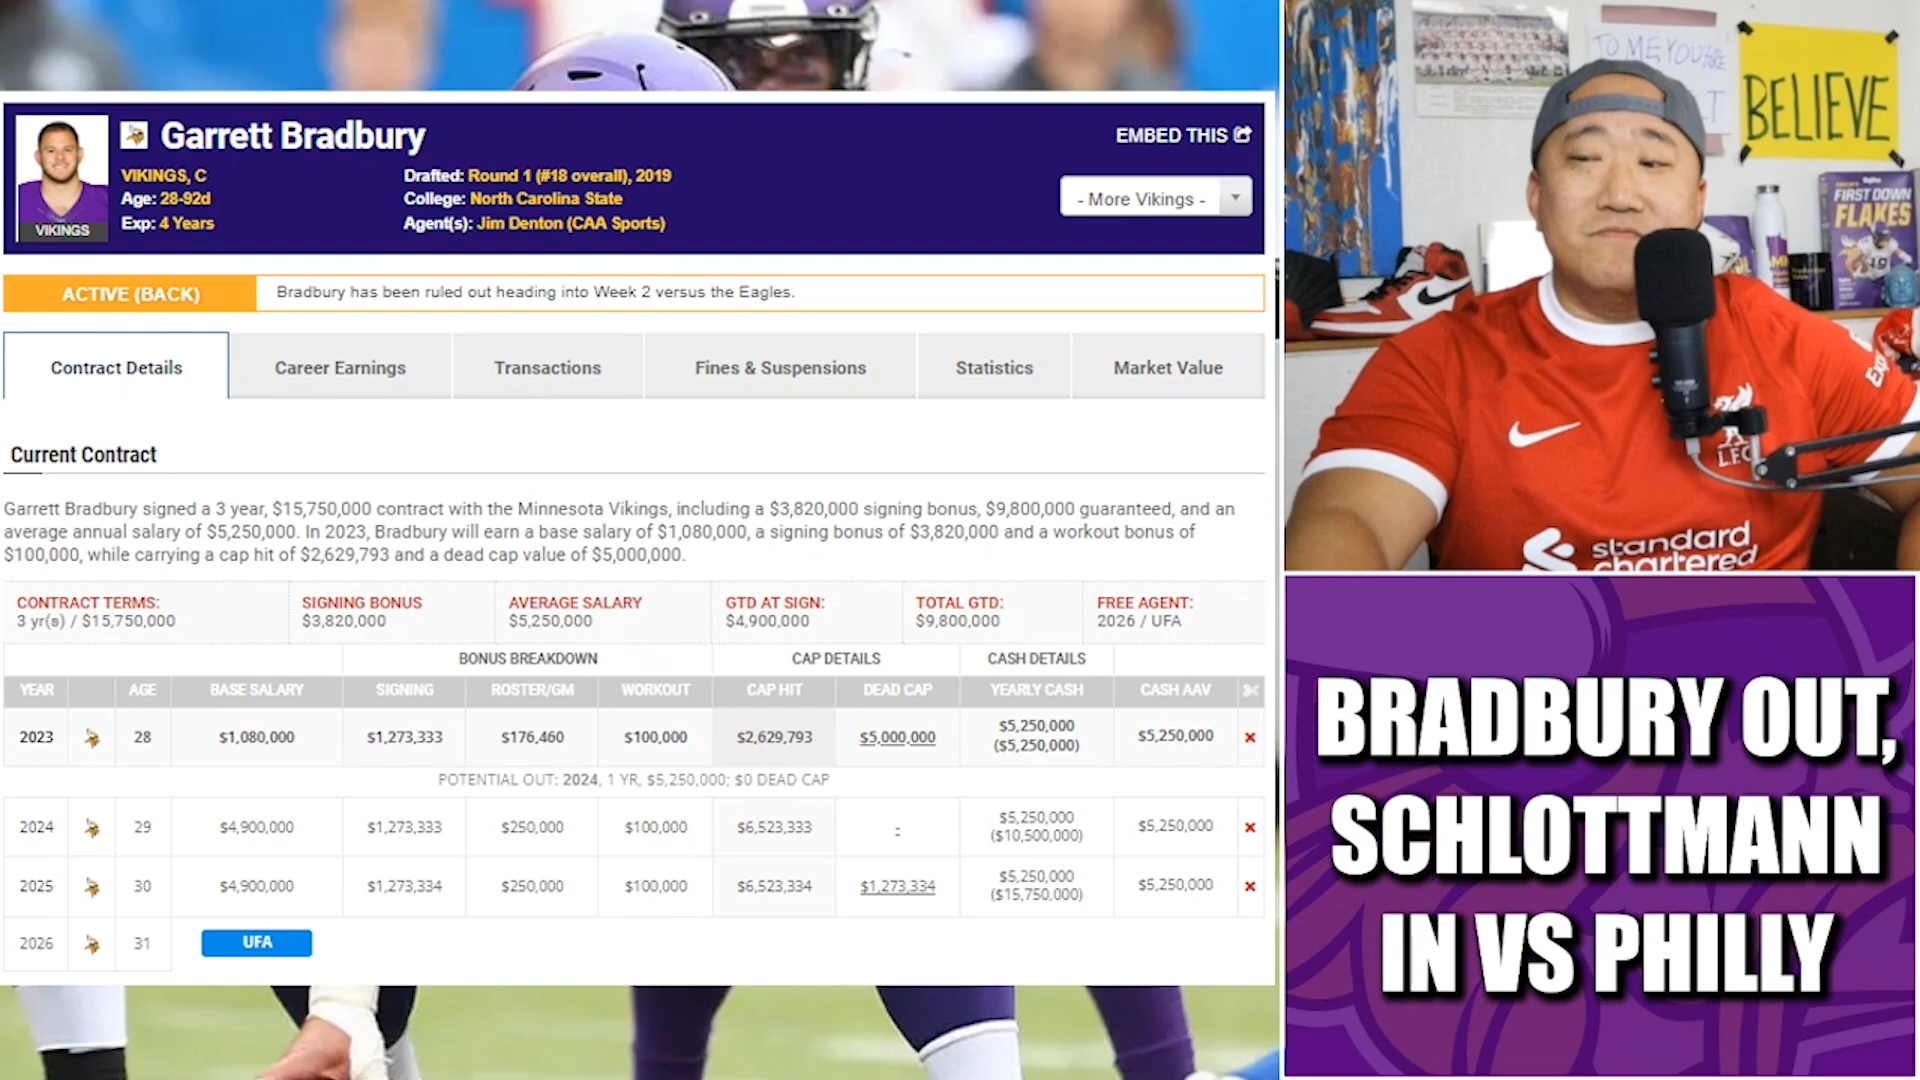 Garrett Bradbury
EMBED THIS
VIKINGS, C
Age: 28-92d
Exp: 4 Years
VIKINGS
Drafted: Round 1 (#18 overall), 2019
College: North Carolina State
Agent(s): Jim Denton (CAA Sports)
- More Vikings -
ACTIVE (BACK)
Bradbury has been ruled out heading into Week 2 versus the Eagles.
Contract Details
Career Earnings
Transactions
Fines & Suspensions
Statistics
Market Value
Current Contract
Garrett Bradbury signed a 3 year, $15,750,000 contract with the Minnesota Vikings, including a $3,820,000 signing bonus, $9,800,000 guaranteed, and an
average annual salary of $5,250,000. In 2023, Bradbury will earn a base salary of $1,080,000, a signing bonus of $3,820,000 and a workout bonus of
$100,000, while carrying a cap hit of $2,629,793 and a dead cap value of $5,000,000.
CONTRACT TERMS: SIGNING BONUS AVERAGE SALARY GTD AT SIGN: TOTAL GTD: FREE AGENT:
3 yr(s) / $15,750,000 $3,820,000 $5,250,000 $4,900,000 $9,800,000 2026 / UFA
BONUS BREAKDOWN CAP DETAILS CASH DETAILS
YEAR AGE BASE SALARY SIGNING ROSTER/GM WORKOUT CAP HIT DEAD CAP YEARLY CASH CASH AAV
2023 28 $1,080,000 $1,273,333 $176,460 $100,000 $2,629,793 $5,000,000 $5,250,000 ($5,250,000) $5,250,000
POTENTIAL OUT: 2024, 1 YR, $5,250,000; $0 DEAD CAP
2024 29 $4,900,000 $1,273,333 $250,000 $100,000 $6,523,333 - $5,250,000 ($10,500,000) $5,250,000
2025 30 $4,900,000 $1,273,334 $250,000 $100,000 $6,523,334 $1,273,334 $5,250,000 ($15,750,000) $5,250,000
2026 31 UFA
TO ME YOU'RE
BELIEVE
FIRST DOWN
FLAKES
19
Exp
L.F.C
standard
chartered
BRADBURY OUT,
SCHLOTTMANN
IN VS PHILLY